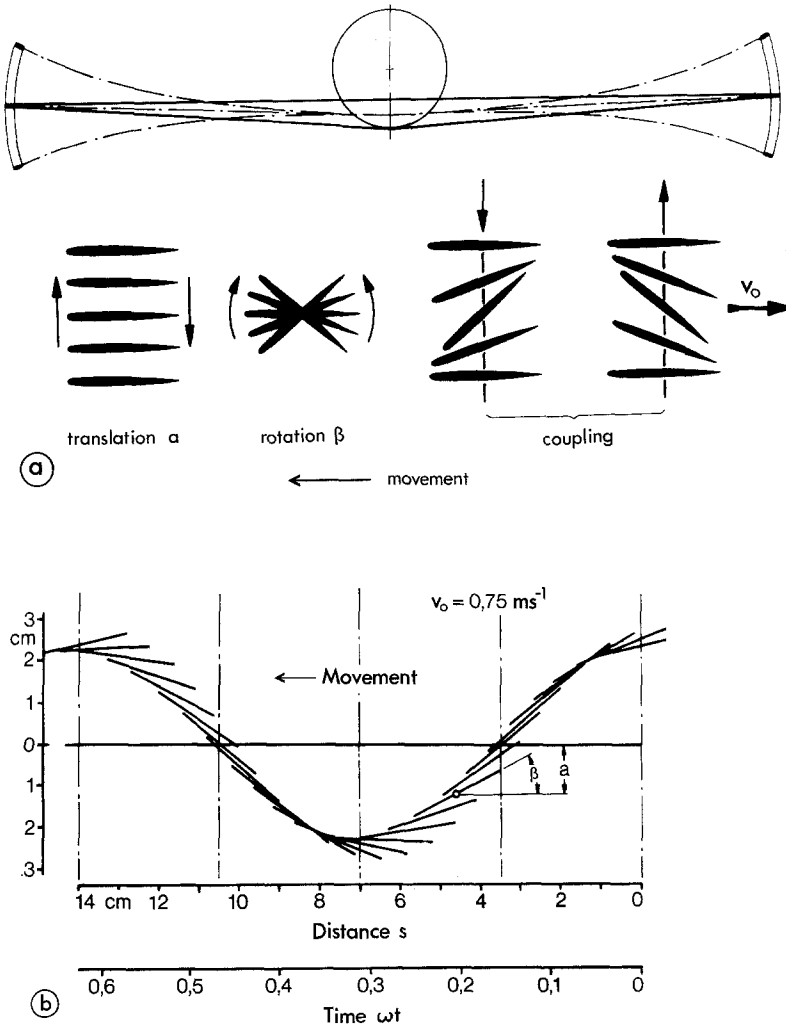 v₀
translation a
rotation β
coupling
a
movement
v₀ = 0,75 ms⁻¹
3
cm
2
1
0
1
2
3
Movement
β
a
14 cm 12 10 8 6 4 2 0
Distance s
0,6 0,5 0,4 0,3 0,2 0,1 0
b
Time ωt